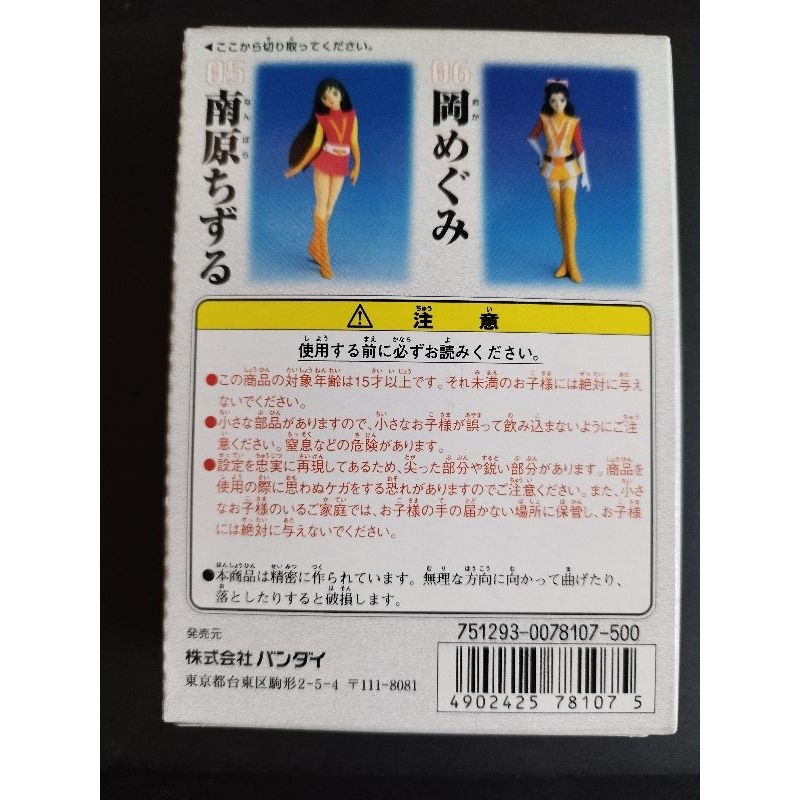 ◀ここから切り取ってください。
05
南原ちずる
06
岡めぐみ
⚠注意
使用する前に必ずお読みください。
●この商品の対象年齢は15才以上です。それ未満のお子様には絶対に与え
ないでください。
●小さな部品がありますので、小さなお子様が誤って飲み込まないようにご注
意ください。窒息などの危険があります。
●設定を忠実に再現してあるため、尖った部分や鋭い部分があります。商品を
使用の際に思わぬケガをする恐れがありますのでご注意ください。また、小さ
なお子様のいるご家庭では、お子様の手の届かない場所に保管し、お子様
には絶対に与えないでください。
●本商品は精密に作られています。無理な方向に向かって曲げたり、
落としたりすると破損します。
発売元
株式会社バンダイ
東京都台東区駒形2-5-4 〒111-8081
751293-0078107-500
4902425 781075